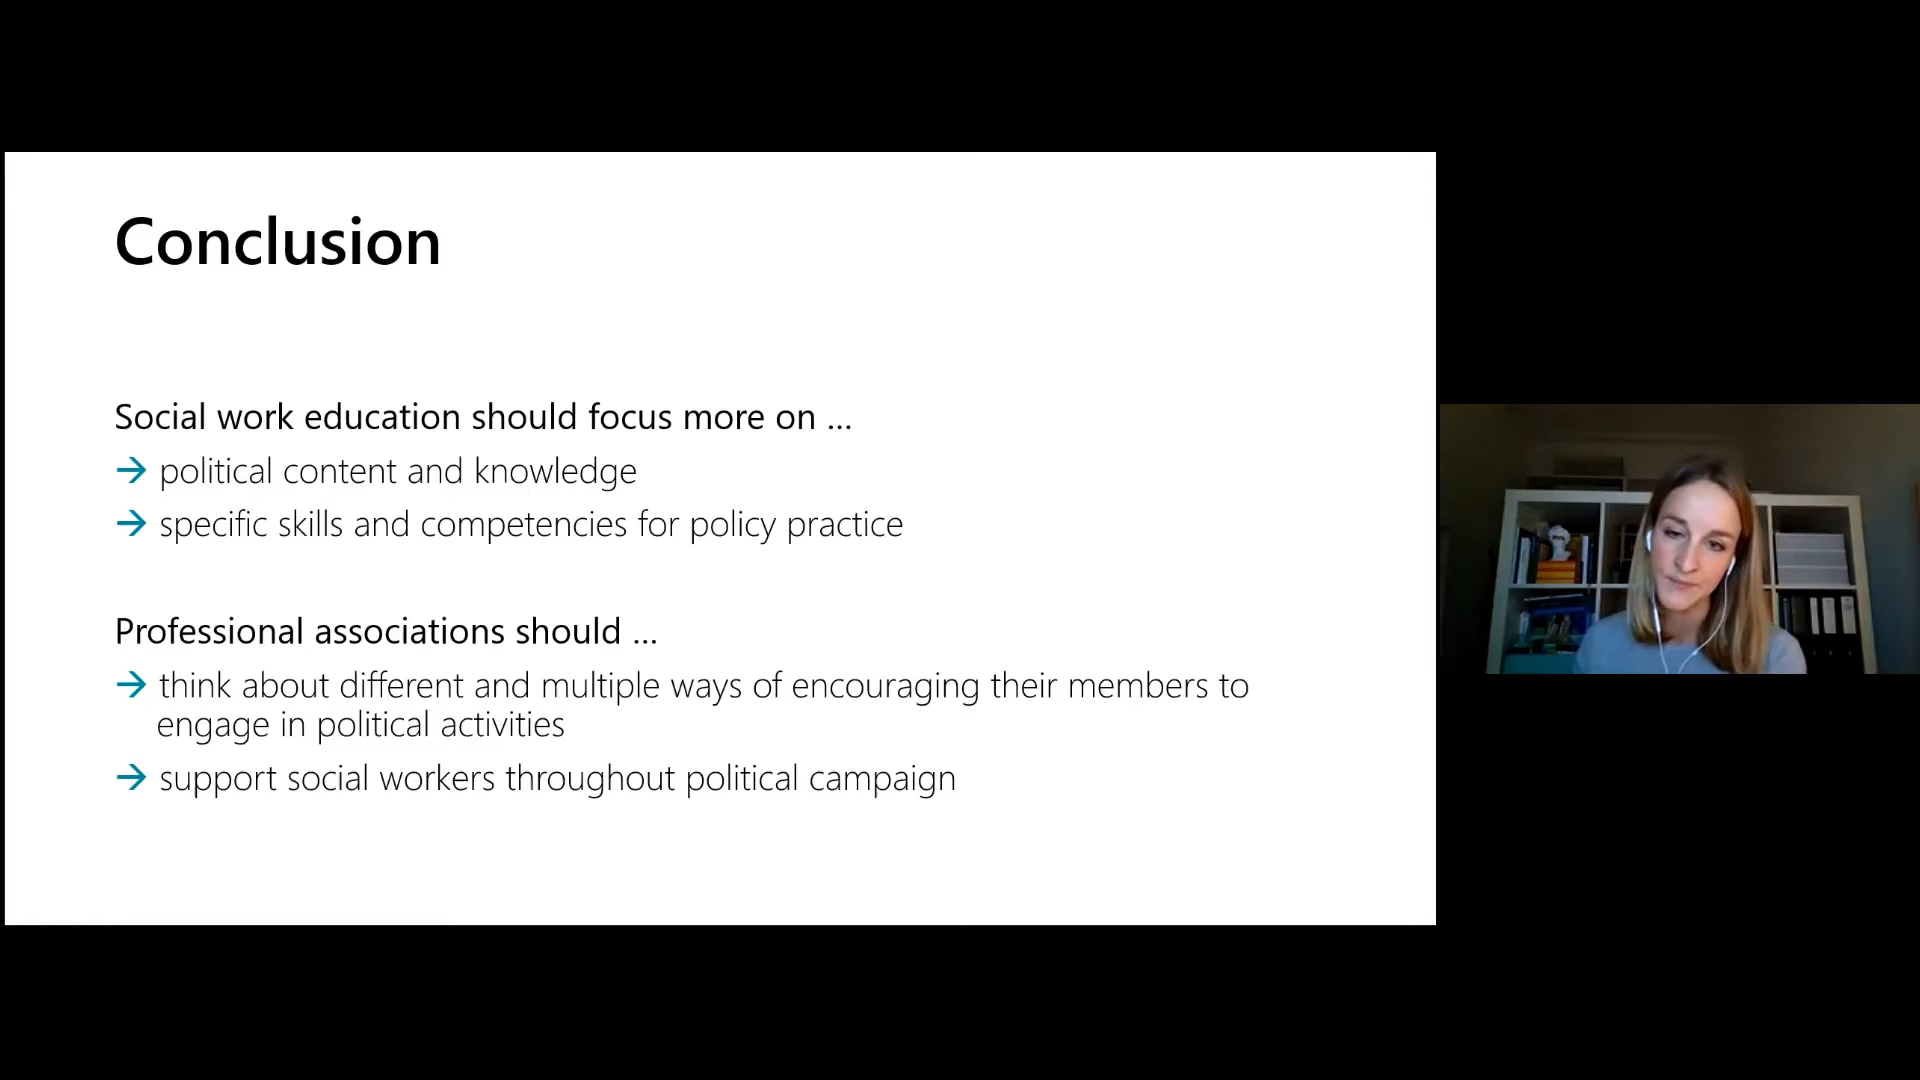 Conclusion
Social work education should focus more on ...
→ political content and knowledge
→ specific skills and competencies for policy practice
Professional associations should ...
→ think about different and multiple ways of encouraging their members to
engage in political activities
→ support social workers throughout political campaign